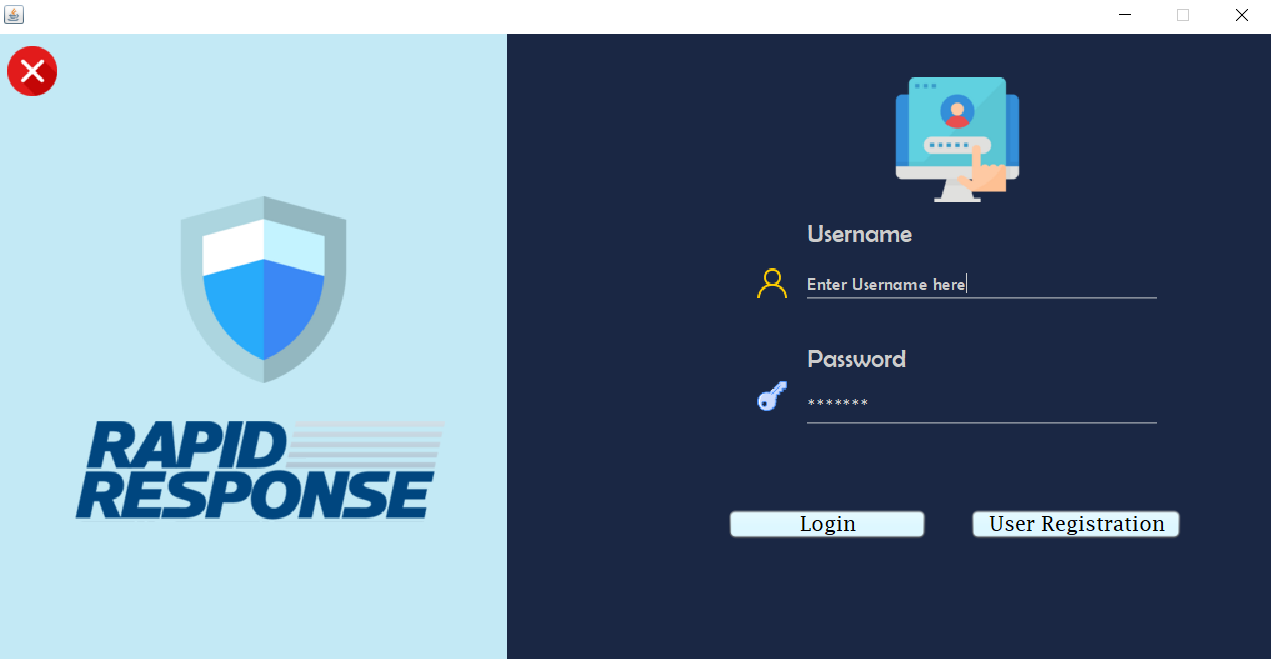 RAPID
RESPONSE
Username
Enter Username here
Password
*******
Login
User Registration